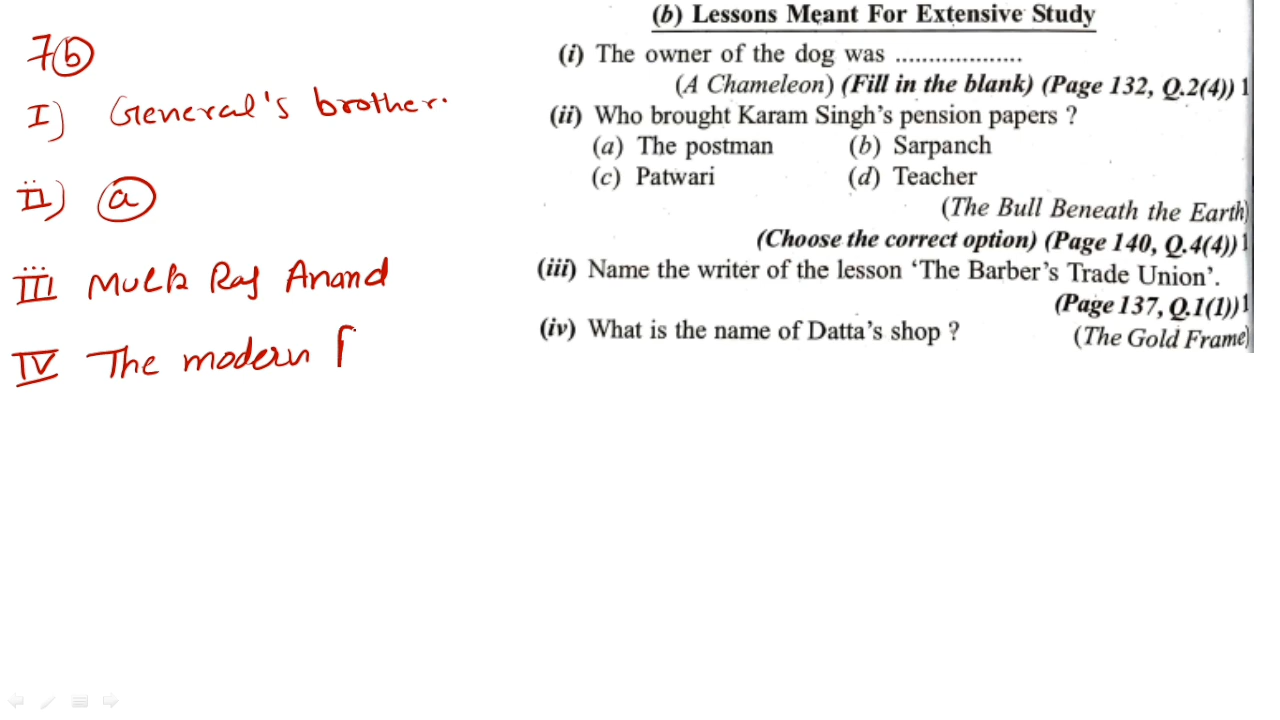 7(b)
I) General's brother.
ii) (a)
iii Mulk Raj Anand
IV The modern
(b) Lessons Meant For Extensive Study
(i) The owner of the dog was ...................
(A Chameleon) (Fill in the blank) (Page 132, Q.2(4)) 1
(ii) Who brought Karam Singh's pension papers ?
(a) The postman (b) Sarpanch
(c) Patwari (d) Teacher
(The Bull Beneath the Earth)
(Choose the correct option) (Page 140, Q.4(4)) 1
(iii) Name the writer of the lesson 'The Barber's Trade Union'.
(Page 137, Q.1(1)) 1
(iv) What is the name of Datta's shop ? (The Gold Frame)